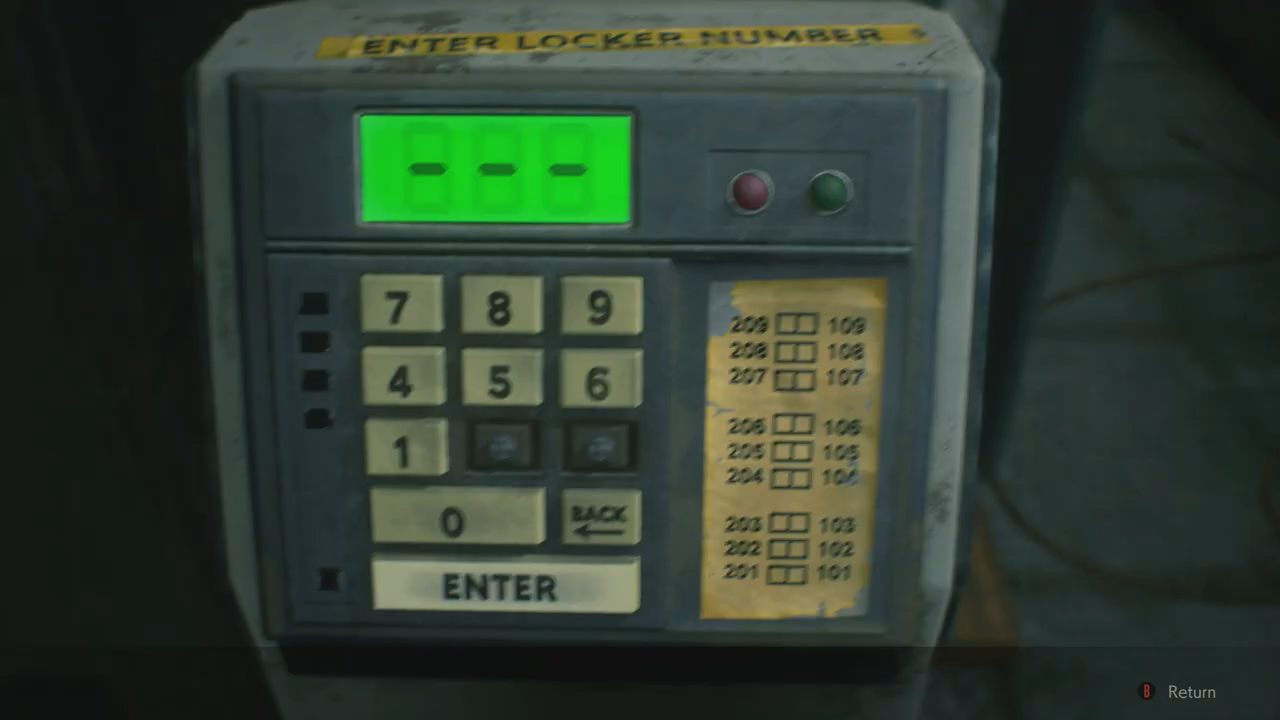 ENTER LOCKER NUMBER
- - -
7 8 9
4 5 6
1
0 BACK
ENTER
209 109
208 108
207 107
206 106
205 105
204 104
203 103
202 102
201 101
B Return